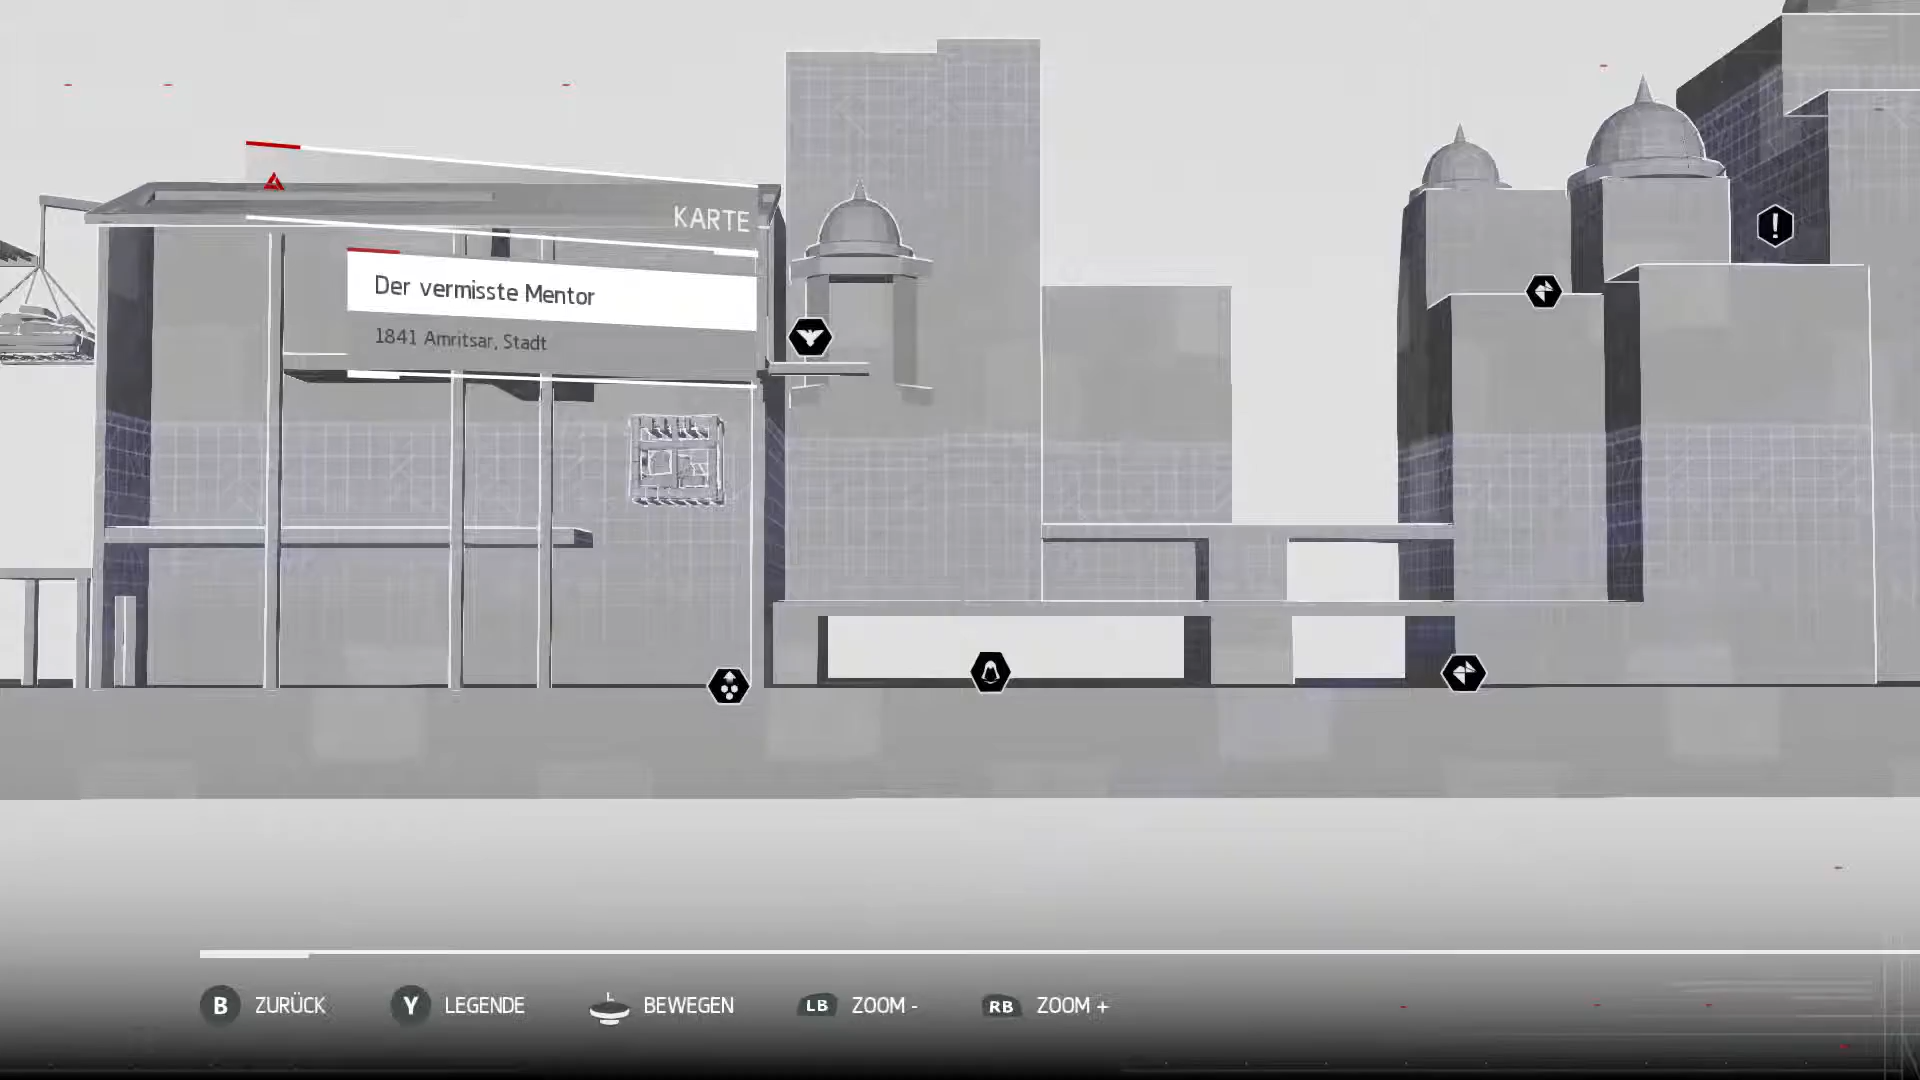 KARTE
Der vermisste Mentor
1841 Amritsar, Stadt
B ZURÜCK Y LEGENDE L BEWEGEN LB ZOOM - RB ZOOM +